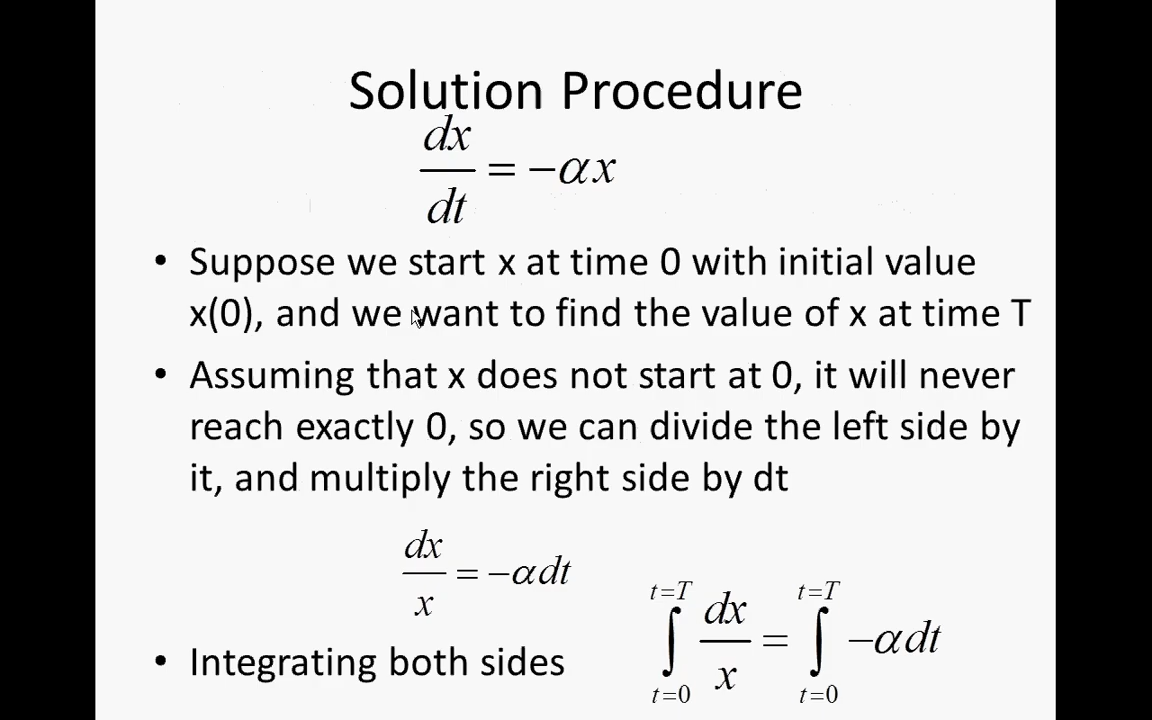 Solution Procedure
dx/dt = −αx
• Suppose we start x at time 0 with initial value
x(0), and we want to find the value of x at time T
• Assuming that x does not start at 0, it will never
reach exactly 0, so we can divide the left side by
it, and multiply the right side by dt
dx/x = −αdt
• Integrating both sides
∫_{t=0}^{t=T} dx/x = ∫_{t=0}^{t=T} −αdt